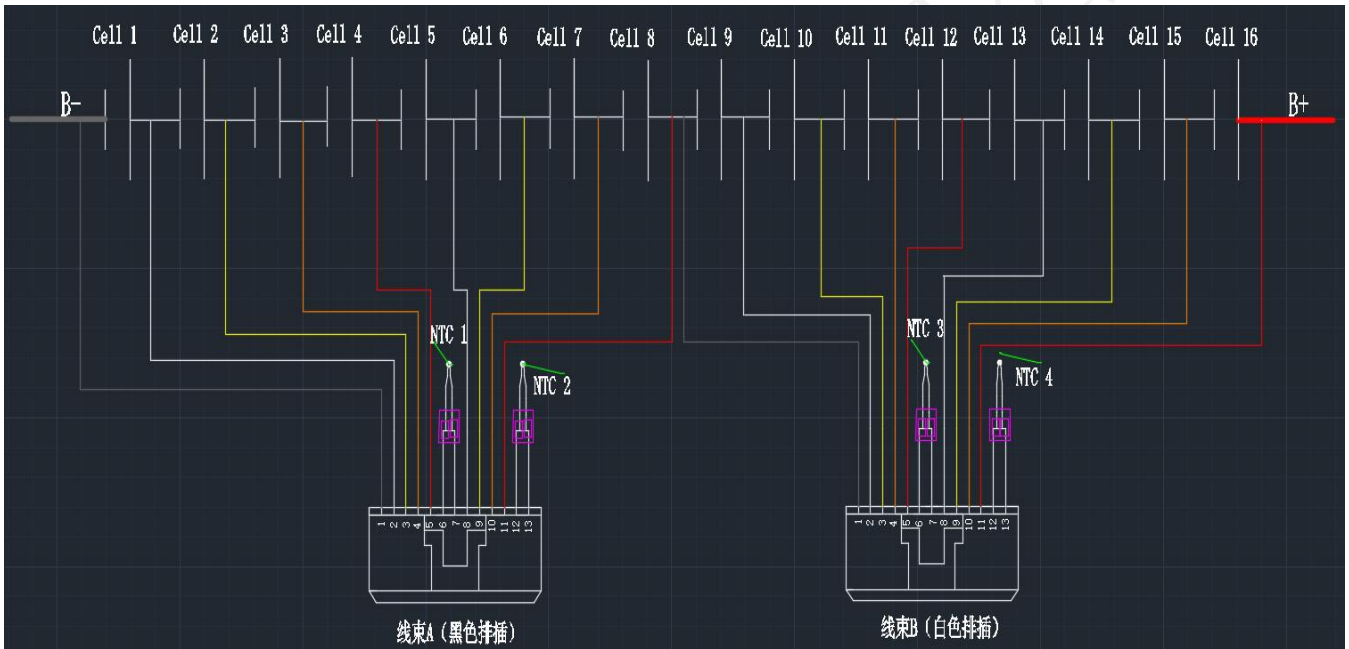 Cell 1 Cell 2 Cell 3 Cell 4 Cell 5 Cell 6 Cell 7 Cell 8 Cell 9 Cell 10 Cell 11 Cell 12 Cell 13 Cell 14 Cell 15 Cell 16
B- B+
NTC 1 NTC 3
NTC 2 NTC 4
1 2 3 4 5 6 7 8 9 10 11 12 13 1 2 3 4 5 6 7 8 9 10 11 12 13
线束A（黑色排插） 线束B（白色排插）